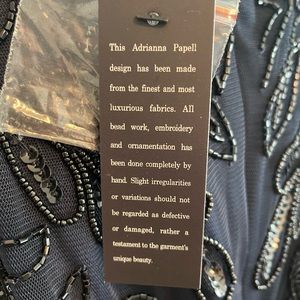 This Adrianna Papell
design has been made
from the finest and most
luxurious fabrics. All
bead work, embroidery
and ornamentation has
been done completely by
hand. Slight irregularities
or variations should not
be regarded as defective
or damaged, rather a
testament to the garment's
unique beauty.